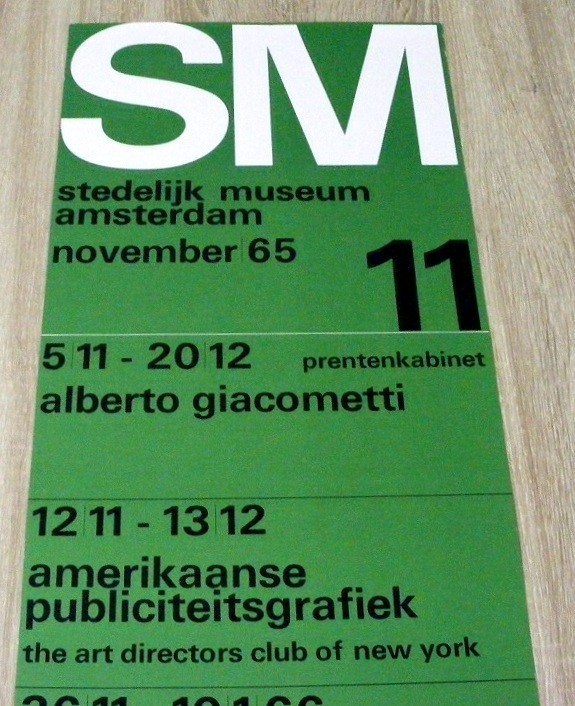 SM
stedelijk museum
amsterdam
november|65
11
5|11 - 20|12 prentenkabinet
alberto giacometti
12|11 - 13|12
amerikaanse
publiciteitsgrafiek
the art directors club of new york